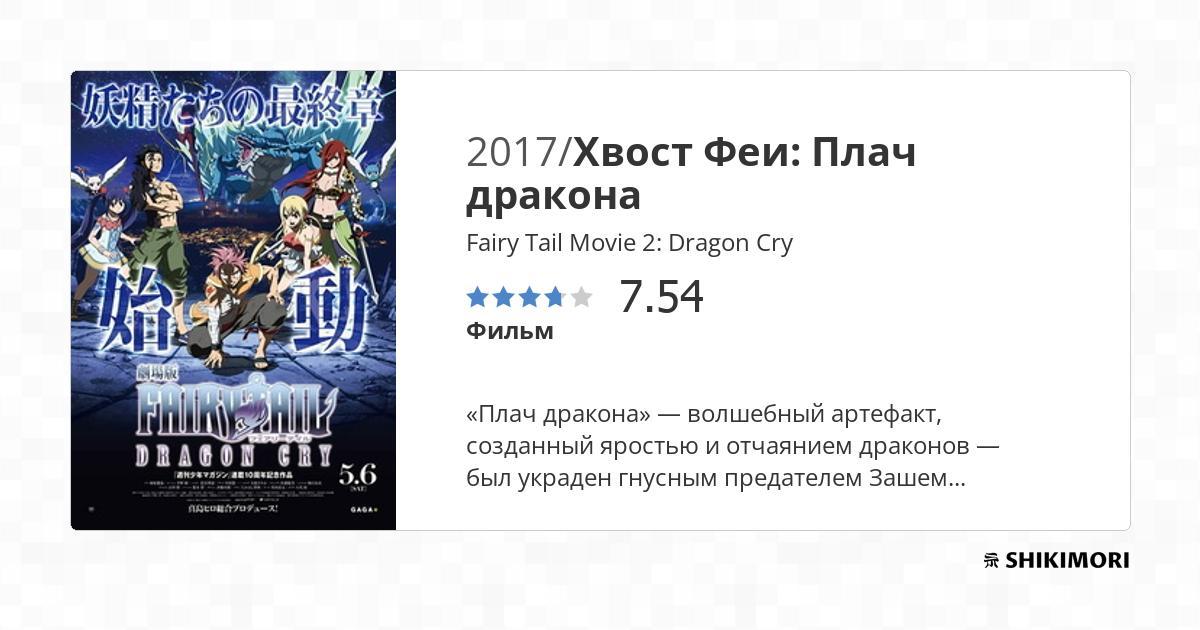 妖精たちの最終章
始動
劇場版
FAIRY TAIL
フェアリーテイル
DRAGON CRY
「週刊少年マガジン」連載10周年記念作品
5.6
[SAT]
真島ヒロ総合プロデュース!
GAGA
2017/Хвост Феи: Плач
дракона
Fairy Tail Movie 2: Dragon Cry
7.54
Фильм
«Плач дракона» — волшебный артефакт,
созданный яростью и отчаянием драконов —
был украден гнусным предателем Зашем...
SHIKIMORI